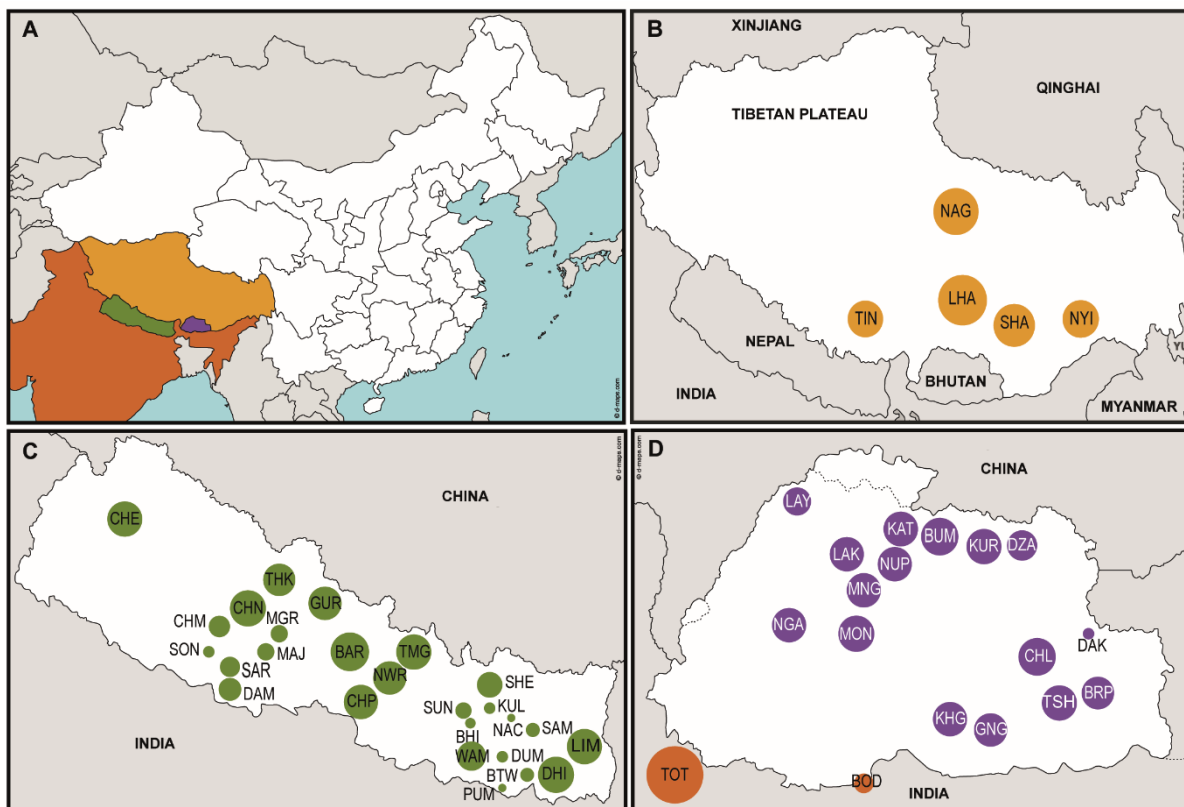 A
© d-maps.com
B
XINJIANG
QINGHAI
TIBETAN PLATEAU
NAG
LHA
TIN
SHA
NYI
NEPAL
BHUTAN
INDIA
MYANMAR
YU
C
© d-maps.com
CHINA
CHE
THK
CHN
GUR
CHM
MGR
SON
MAJ
BAR
TMG
SAR
NWR
DAM
CHP
SHE
SUN
KUL
NAC
SAM
BHI
WAM
DUM
LIM
BTW
DHI
PUM
INDIA
D
© d-maps.com
CHINA
LAY
KAT
BUM
KUR
DZA
LAK
NUP
MNG
NGA
MON
DAK
CHL
TSH
BRP
KHG
GNG
TOT
BOD
INDIA